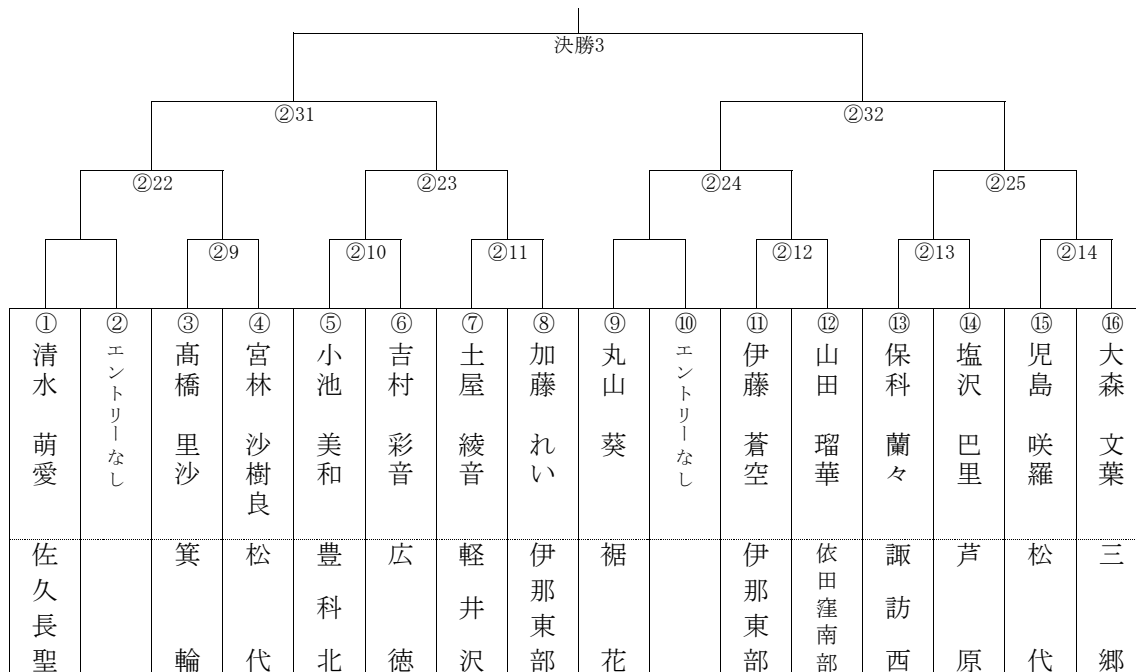 決勝3
②31
②32
②22
②23
②24
②25
②9
②10
②11
②12
②13
②14
①
②
③
④
⑤
⑥
⑦
⑧
⑨
⑩
⑪
⑫
⑬
⑭
⑮
⑯
清水 萌愛
エントリーなし
髙橋 里沙
宮林 沙樹良
小池 美和
吉村 彩音
土屋 綾音
加藤 れい
丸山 葵
エントリーなし
伊藤 蒼空
山田 瑠華
保科 蘭々
塩沢 巴里
児島 咲羅
大森 文葉
佐久長聖
箕輪
松代
豊科北
広徳
軽井沢
伊那東部
裾花
伊那東部
依田窪南部
諏訪西
芦原
松代
三郷